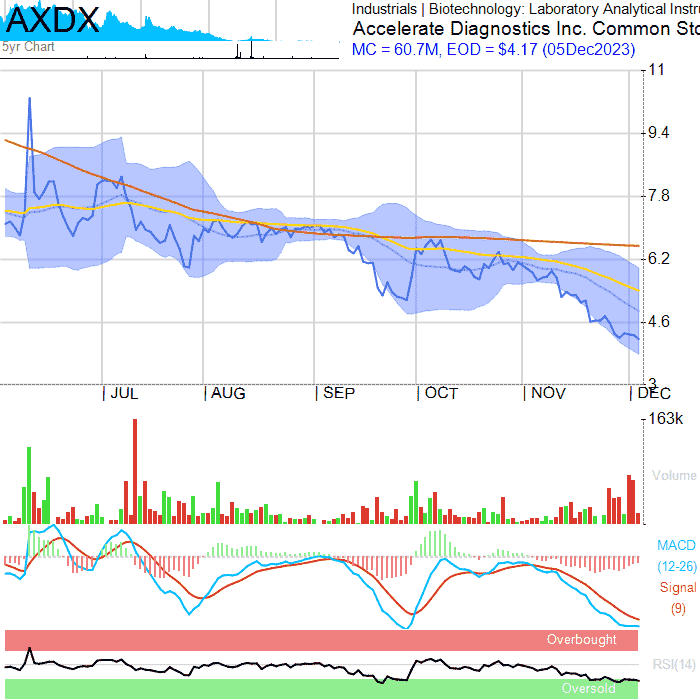 AXDX
5yr Chart
Industrials | Biotechnology: Laboratory Analytical Instru
Accelerate Diagnostics Inc. Common Sto
MC = 60.7M, EOD = $4.17 (05Dec2023)
11
9.4
7.8
6.2
4.6
3
JUL AUG SEP OCT NOV DEC
163k
Volume
MACD
(12-26)
Signal
(9)
Overbought
RSI(14)
Oversold